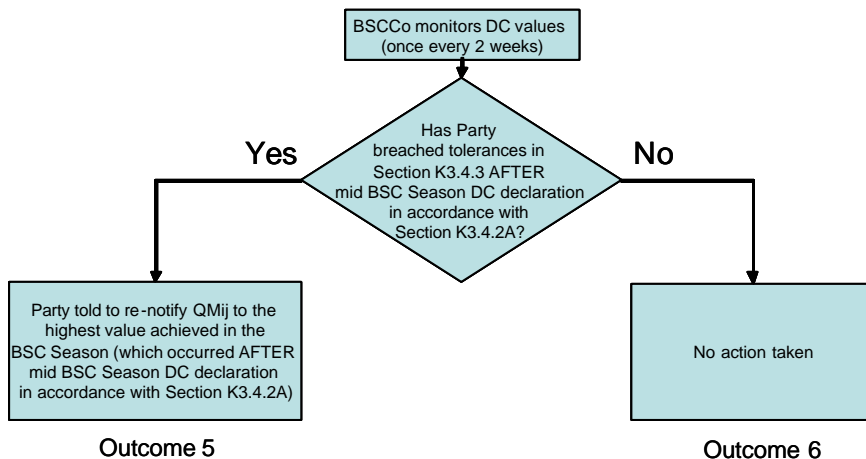 BSCCo monitors DC values
(once every 2 weeks)
Has Party
breached tolerances in
Section K3.4.3 AFTER
mid BSC Season DC declaration
in accordance with
Section K3.4.2A?
Yes
No
Party told to re-notify QMij to the
highest value achieved in the
BSC Season (which occurred AFTER
mid BSC Season DC declaration
in accordance with Section K3.4.2A)
No action taken
Outcome 5
Outcome 6